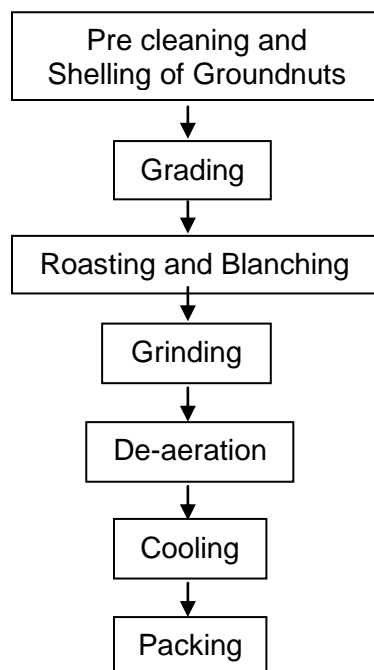 Pre cleaning and
Shelling of Groundnuts
Grading
Roasting and Blanching
Grinding
De-aeration
Cooling
Packing